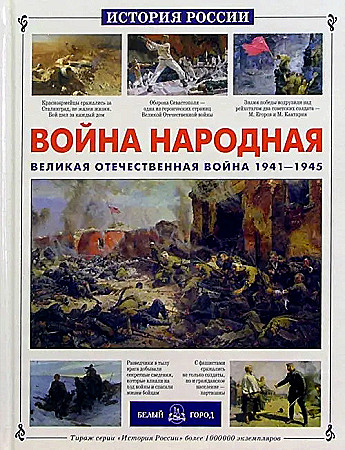 ИСТОРИЯ РОССИИ
Красноармейцы сражались за
Сталинград, не жалея жизни.
Бой шел за каждый дом
Оборона Севастополя —
одна из героических страниц
Великой Отечественной войны
Знамя победы водрузили над
рейхстагом два советских солдата —
М. Егоров и М. Кантария
ВОЙНА НАРОДНАЯ
ВЕЛИКАЯ ОТЕЧЕСТВЕННАЯ ВОЙНА 1941—1945
Разведчики в тылу
врага добывали
секретные сведения,
которые влияли на
ход войны и спасали
жизни бойцам
С фашистами
сражались
не только солдаты,
но и гражданское
население —
партизаны
БЕЛЫЙ ГОРОД
Тираж серии «История России» более 1000000 экземпляров